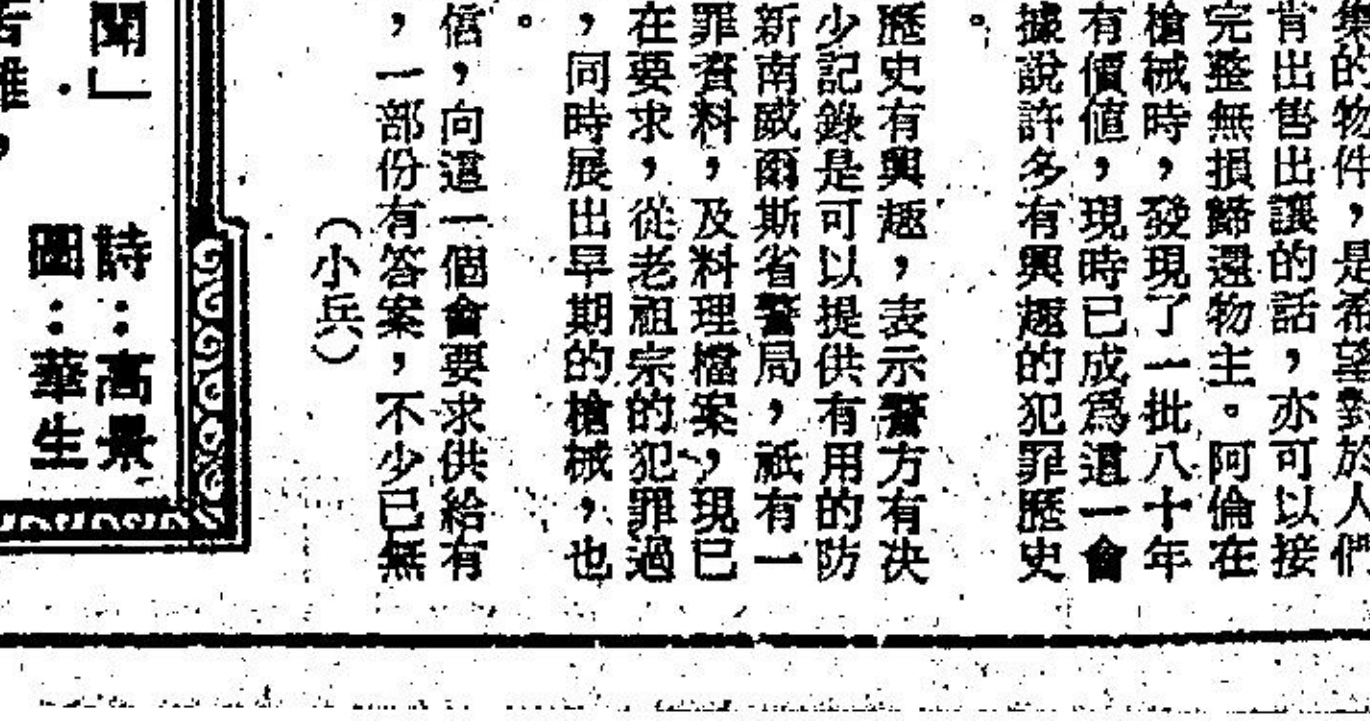 集的物件，是希望對於人們
肯出售出讓的話，亦可以接
完整無損歸還物主。阿倫在
槍械時，發現了一批八十年
有價值，現時已成爲這一會
據說許多有興趣的犯罪歷史
。
歷史有興趣，表示警方有决
少記錄是可以提供有用的防
新南威爾斯省警局，祇有一
罪資料，及料理檔案，現已
在要求，從老祖宗的犯罪過
，同時展出早期的槍械，也
。
信，向這一個會要求供給有
，一部份有答案，不少已無
（小兵）
聞」詩：高景
．圖：華生